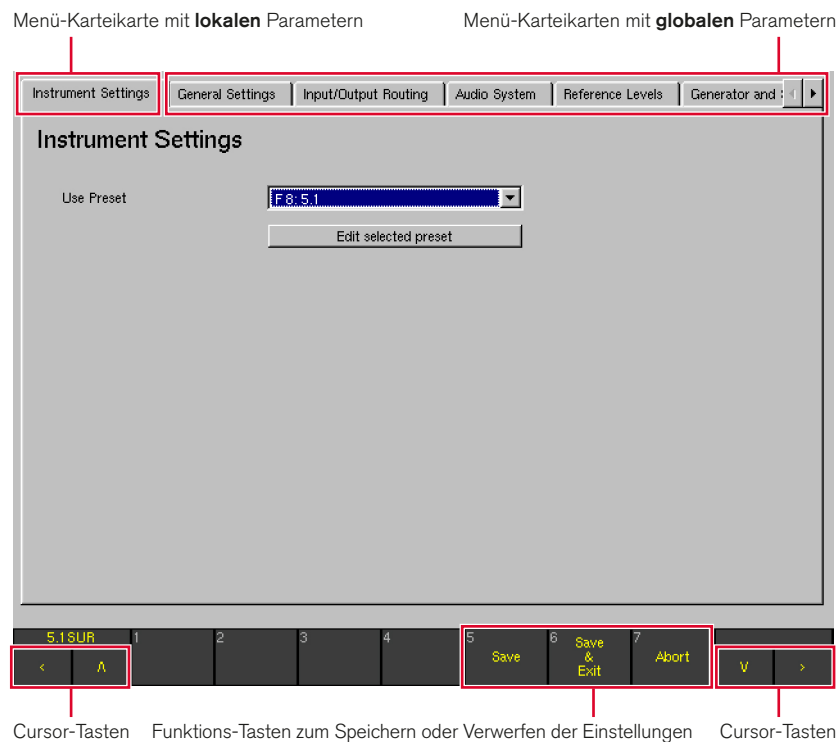 Menü-Karteikarte mit lokalen Parametern
Menü-Karteikarten mit globalen Parametern
Instrument Settings
General Settings
Input/Output Routing
Audio System
Reference Levels
Generator and
Instrument Settings
Use Preset
F 8: 5.1
Edit selected preset
5.1SUR
1
2
3
4
5
6
7
< Λ
Save
Save
&
Exit
Abort
V >
Cursor-Tasten
Funktions-Tasten zum Speichern oder Verwerfen der Einstellungen
Cursor-Tasten